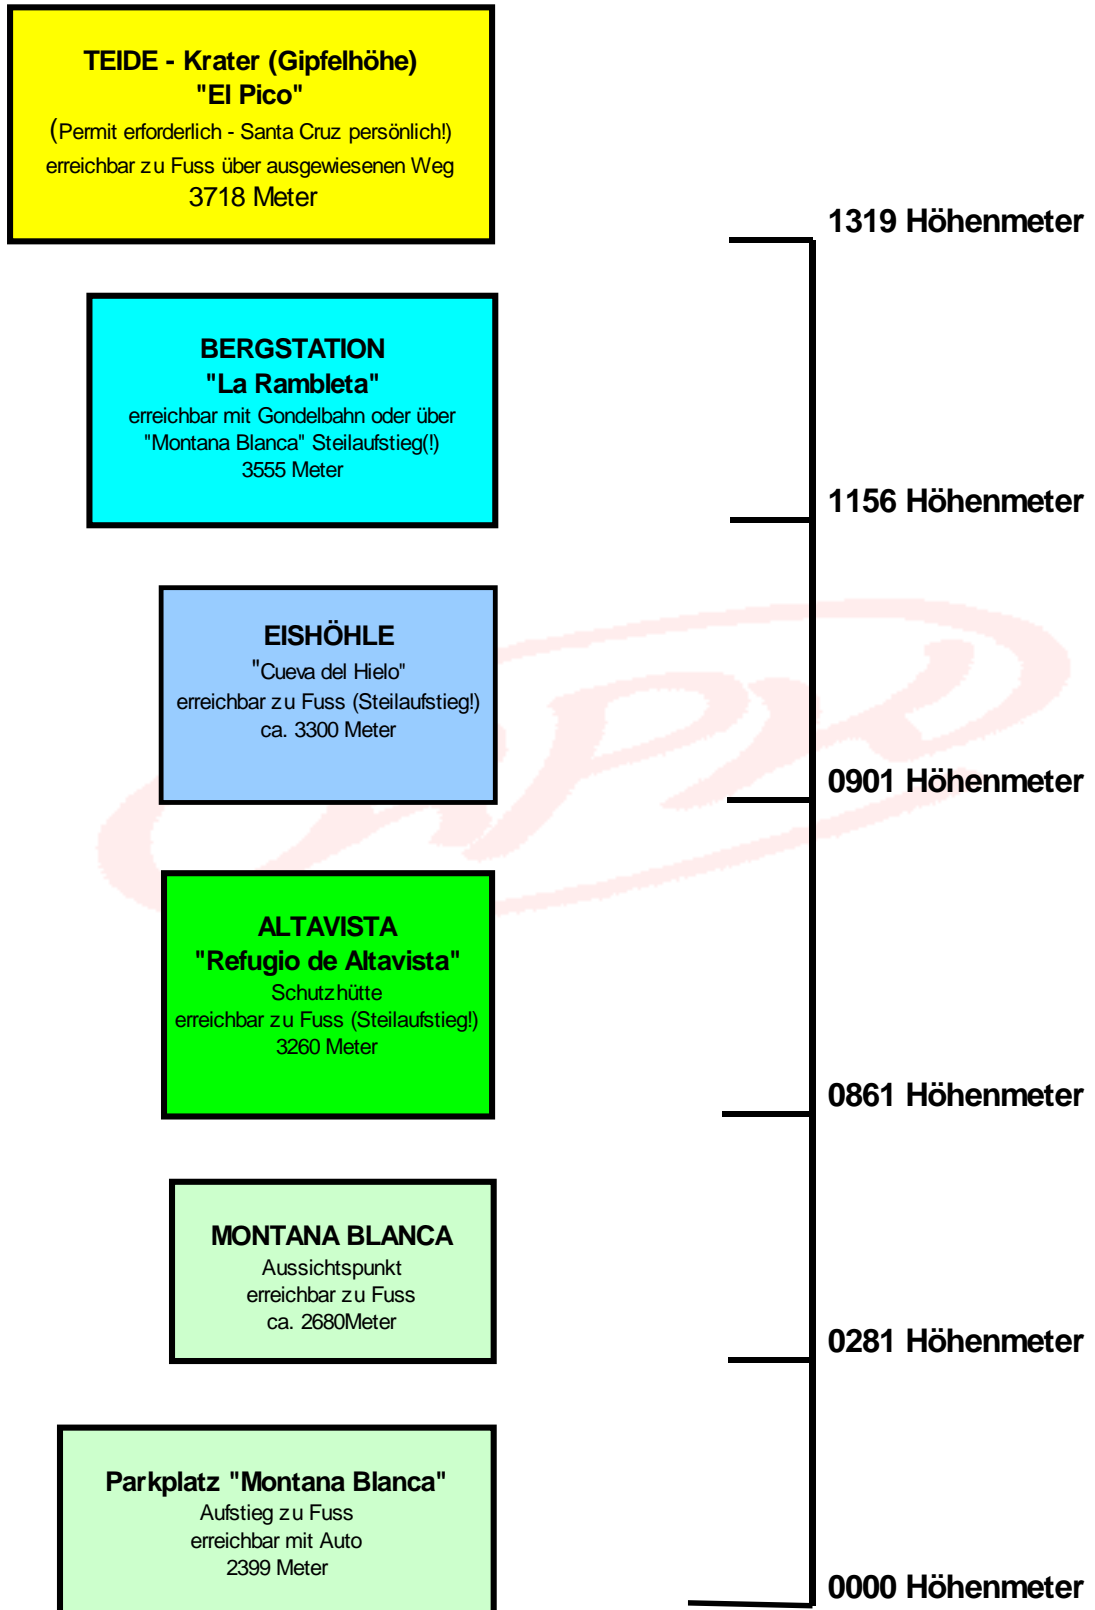 TEIDE - Krater (Gipfelhöhe)
"El Pico"
(Permit erforderlich - Santa Cruz persönlich!)
erreichbar zu Fuss über ausgewiesenen Weg
3718 Meter
1319 Höhenmeter
BERGSTATION
"La Rambleta"
erreichbar mit Gondelbahn oder über
"Montana Blanca" Steilaufstieg(!)
3555 Meter
1156 Höhenmeter
EISHÖHLE
"Cueva del Hielo"
erreichbar zu Fuss (Steilaufstieg!)
ca. 3300 Meter
0901 Höhenmeter
ALTAVISTA
"Refugio de Altavista"
Schutzhütte
erreichbar zu Fuss (Steilaufstieg!)
3260 Meter
0861 Höhenmeter
MONTANA BLANCA
Aussichtspunkt
erreichbar zu Fuss
ca. 2680Meter
0281 Höhenmeter
Parkplatz "Montana Blanca"
Aufstieg zu Fuss
erreichbar mit Auto
2399 Meter
0000 Höhenmeter